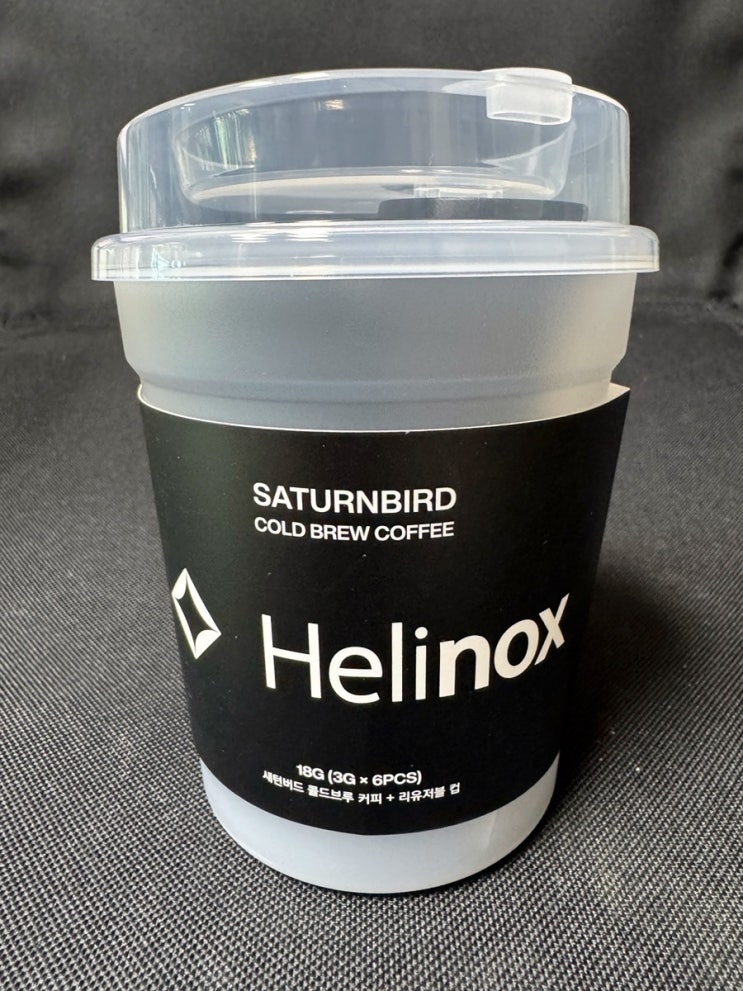 SATURNBIRD
COLD BREW COFFEE
Helinox
18G (3G × 6PCS)
새턴버드 콜드브루 커피 + 리유저블 컵